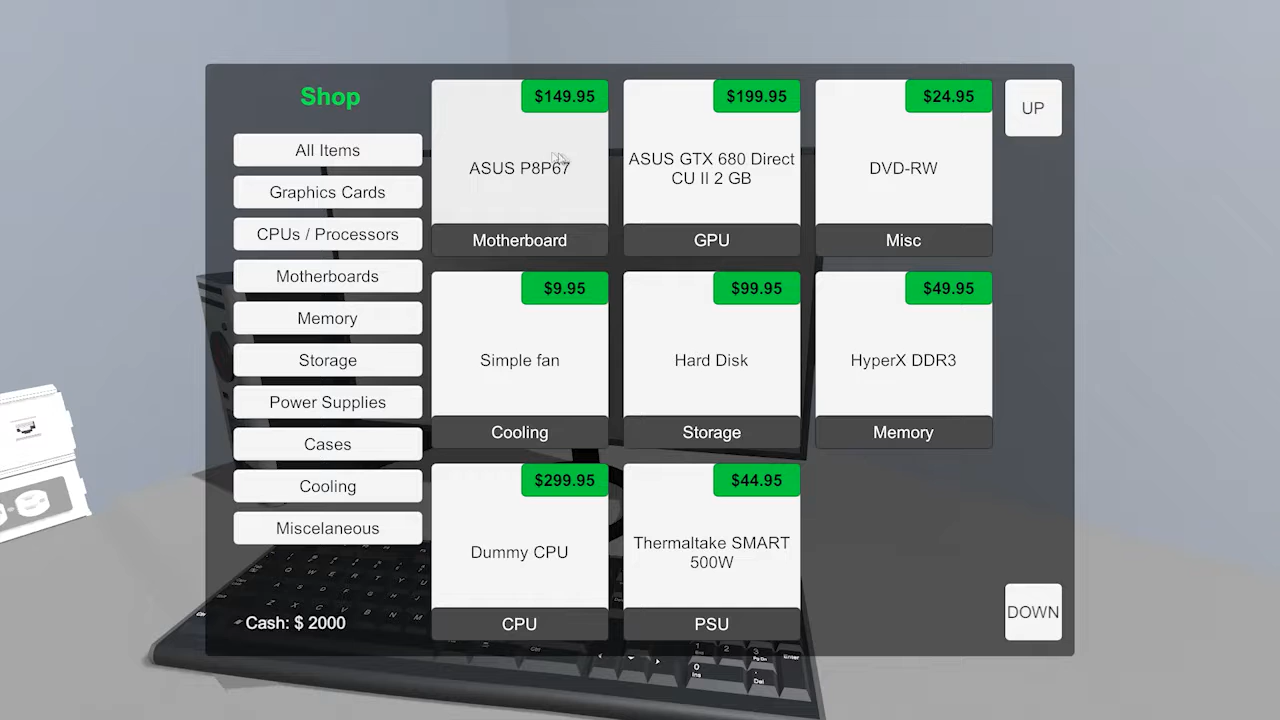 Shop
All Items
Graphics Cards
CPUs / Processors
Motherboards
Memory
Storage
Power Supplies
Cases
Cooling
Miscelaneous
Cash: $ 2000
$149.95
ASUS P8P67
Motherboard
$199.95
ASUS GTX 680 Direct
CU II 2 GB
GPU
$24.95
DVD-RW
Misc
$9.95
Simple fan
Cooling
$99.95
Hard Disk
Storage
$49.95
HyperX DDR3
Memory
$299.95
Dummy CPU
CPU
$44.95
Thermaltake SMART
500W
PSU
UP
DOWN